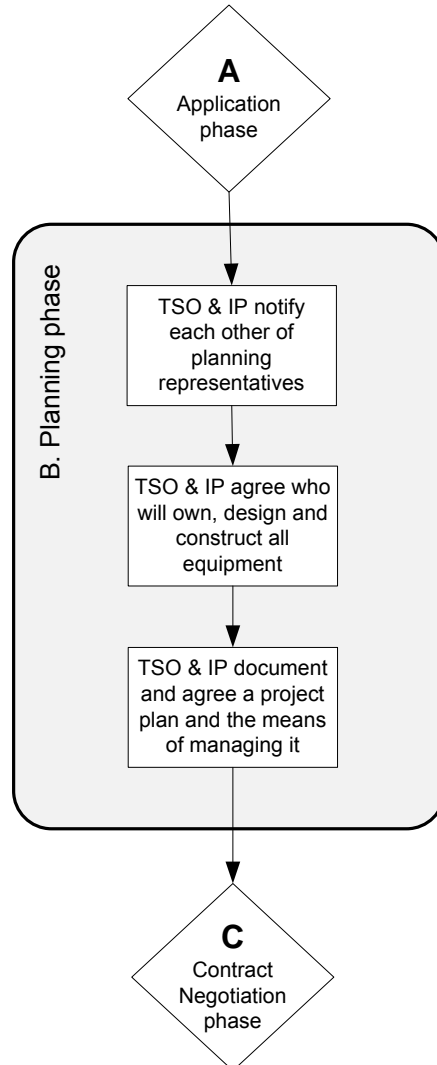 A
Application
phase
B. Planning phase
TSO & IP notify
each other of
planning
representatives
TSO & IP agree who
will own, design and
construct all
equipment
TSO & IP document
and agree a project
plan and the means
of managing it
C
Contract
Negotiation
phase